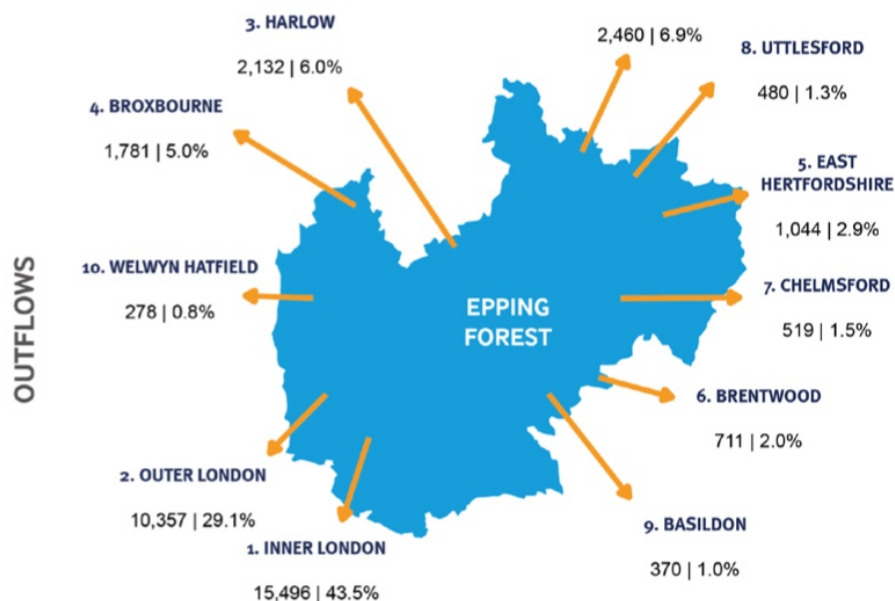 3. HARLOW
2,132 | 6.0%
2,460 | 6.9%
8. UTTLESFORD
480 | 1.3%
4. BROXBOURNE
1,781 | 5.0%
5. EAST
HERTFORDSHIRE
1,044 | 2.9%
10. WELWYN HATFIELD
278 | 0.8%
7. CHELMSFORD
519 | 1.5%
EPPING
FOREST
OUTFLOWS
6. BRENTWOOD
711 | 2.0%
2. OUTER LONDON
10,357 | 29.1%
9. BASILDON
370 | 1.0%
1. INNER LONDON
15,496 | 43.5%